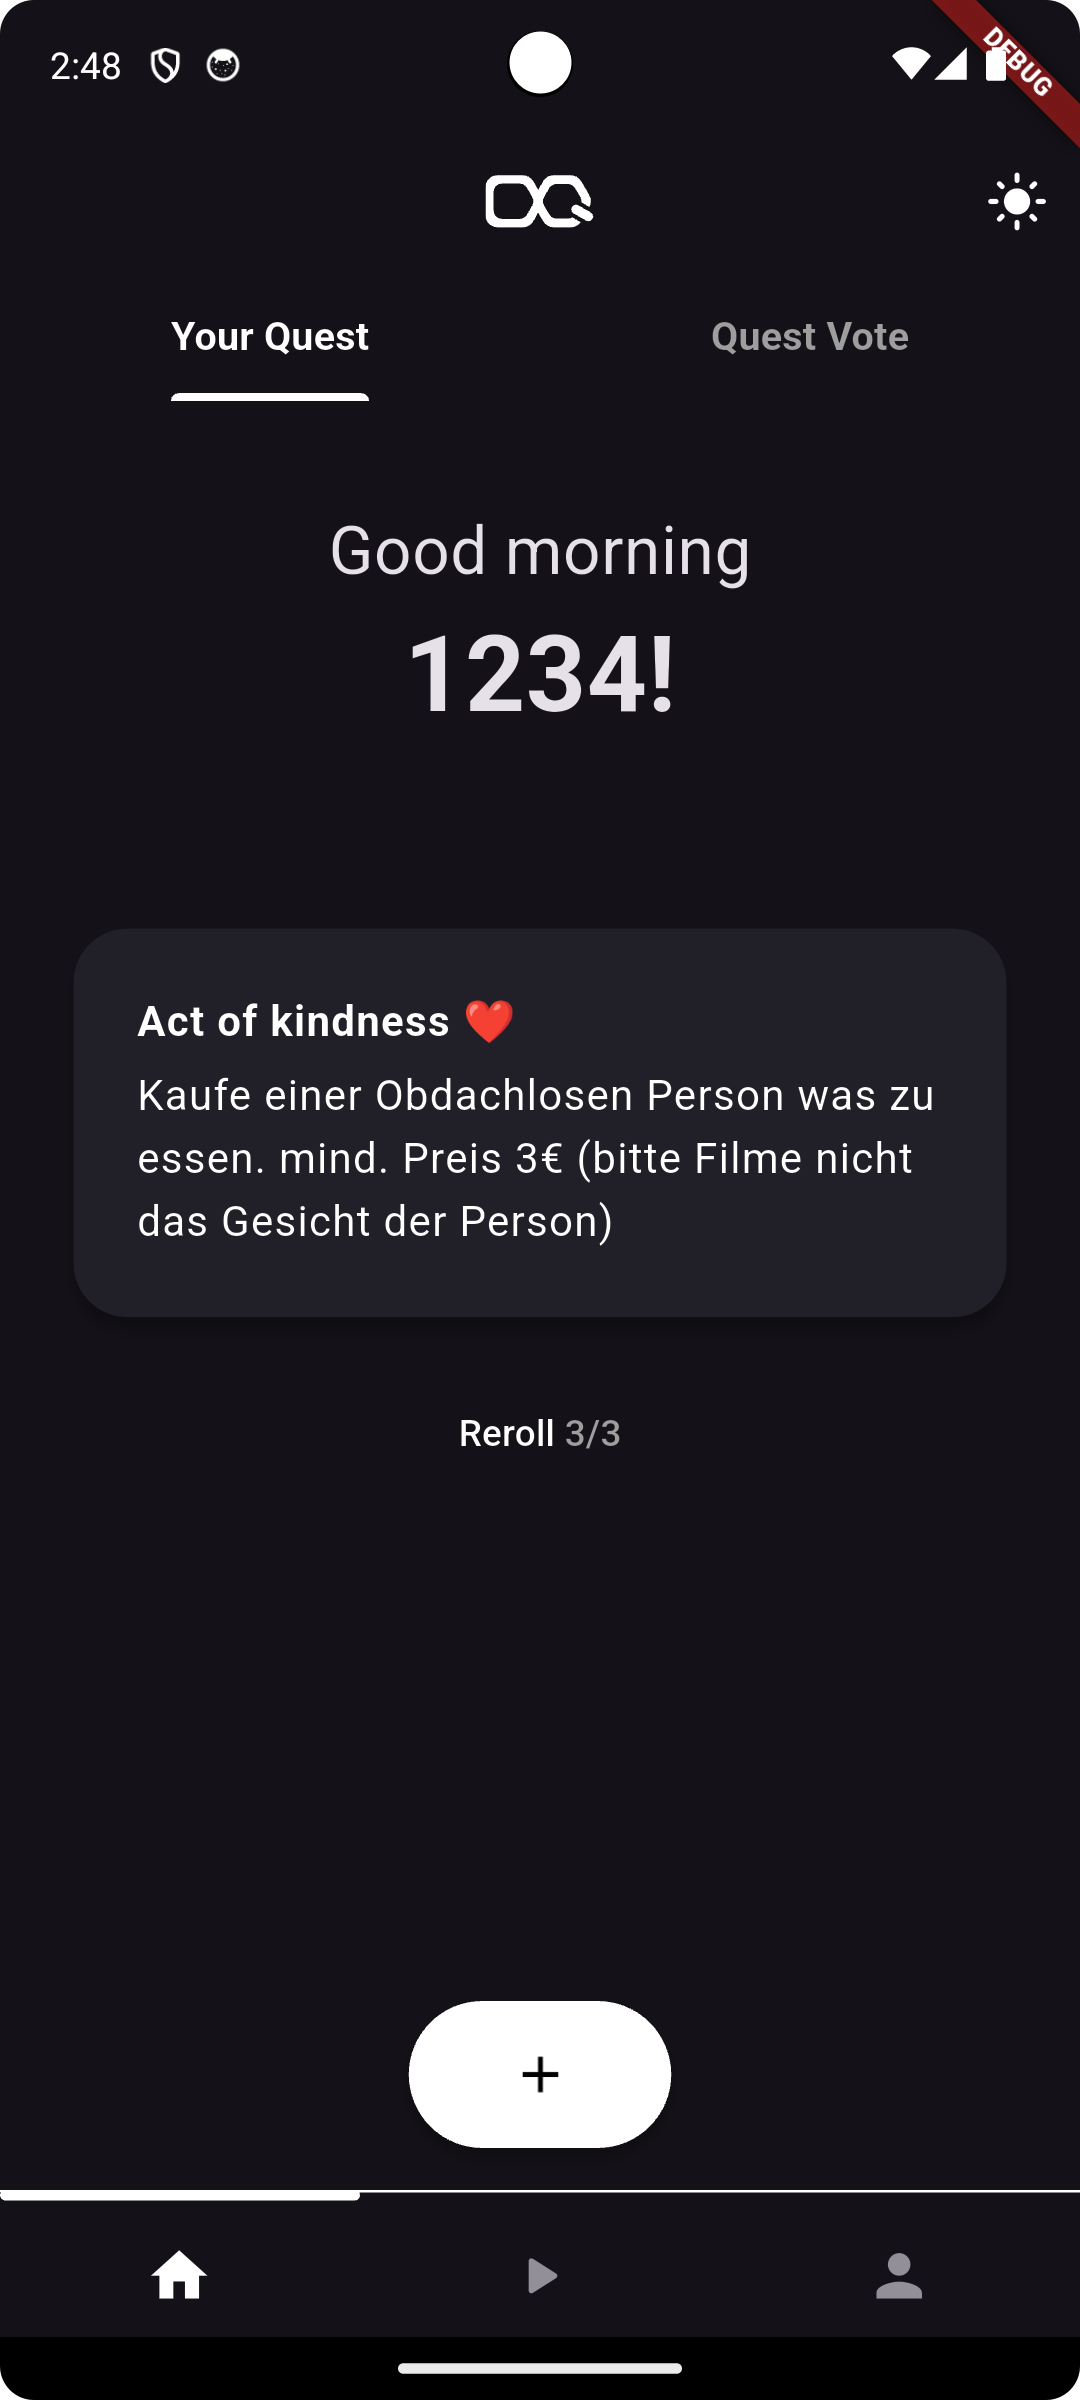 2:48
DEBUG
Your Quest
Quest Vote
Good morning
1234!
Act of kindness ❤️
Kaufe einer Obdachlosen Person was zu
essen. mind. Preis 3€ (bitte Filme nicht
das Gesicht der Person)
Reroll 3/3